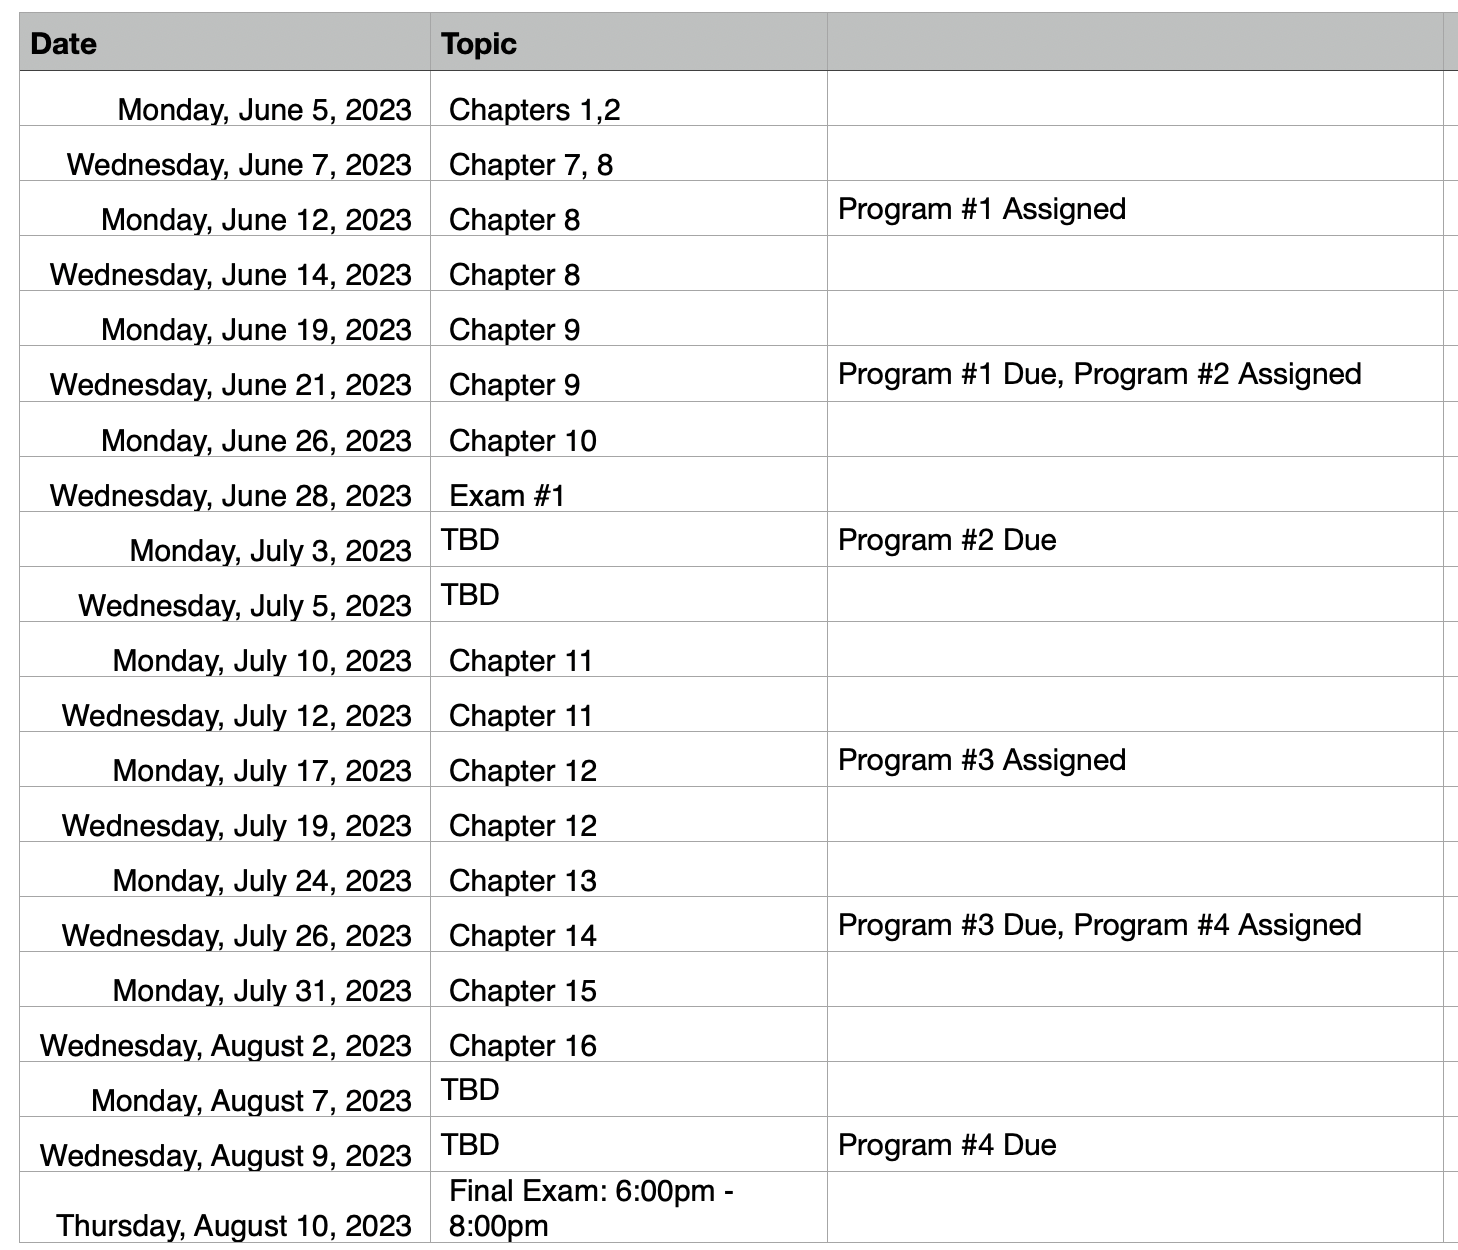 Date Topic
Monday, June 5, 2023 Chapters 1,2
Wednesday, June 7, 2023 Chapter 7, 8
Monday, June 12, 2023 Chapter 8 Program #1 Assigned
Wednesday, June 14, 2023 Chapter 8
Monday, June 19, 2023 Chapter 9
Wednesday, June 21, 2023 Chapter 9 Program #1 Due, Program #2 Assigned
Monday, June 26, 2023 Chapter 10
Wednesday, June 28, 2023 Exam #1
Monday, July 3, 2023 TBD Program #2 Due
Wednesday, July 5, 2023 TBD
Monday, July 10, 2023 Chapter 11
Wednesday, July 12, 2023 Chapter 11
Monday, July 17, 2023 Chapter 12 Program #3 Assigned
Wednesday, July 19, 2023 Chapter 12
Monday, July 24, 2023 Chapter 13
Wednesday, July 26, 2023 Chapter 14 Program #3 Due, Program #4 Assigned
Monday, July 31, 2023 Chapter 15
Wednesday, August 2, 2023 Chapter 16
Monday, August 7, 2023 TBD
Wednesday, August 9, 2023 TBD Program #4 Due
Final Exam: 6:00pm -
Thursday, August 10, 2023 8:00pm